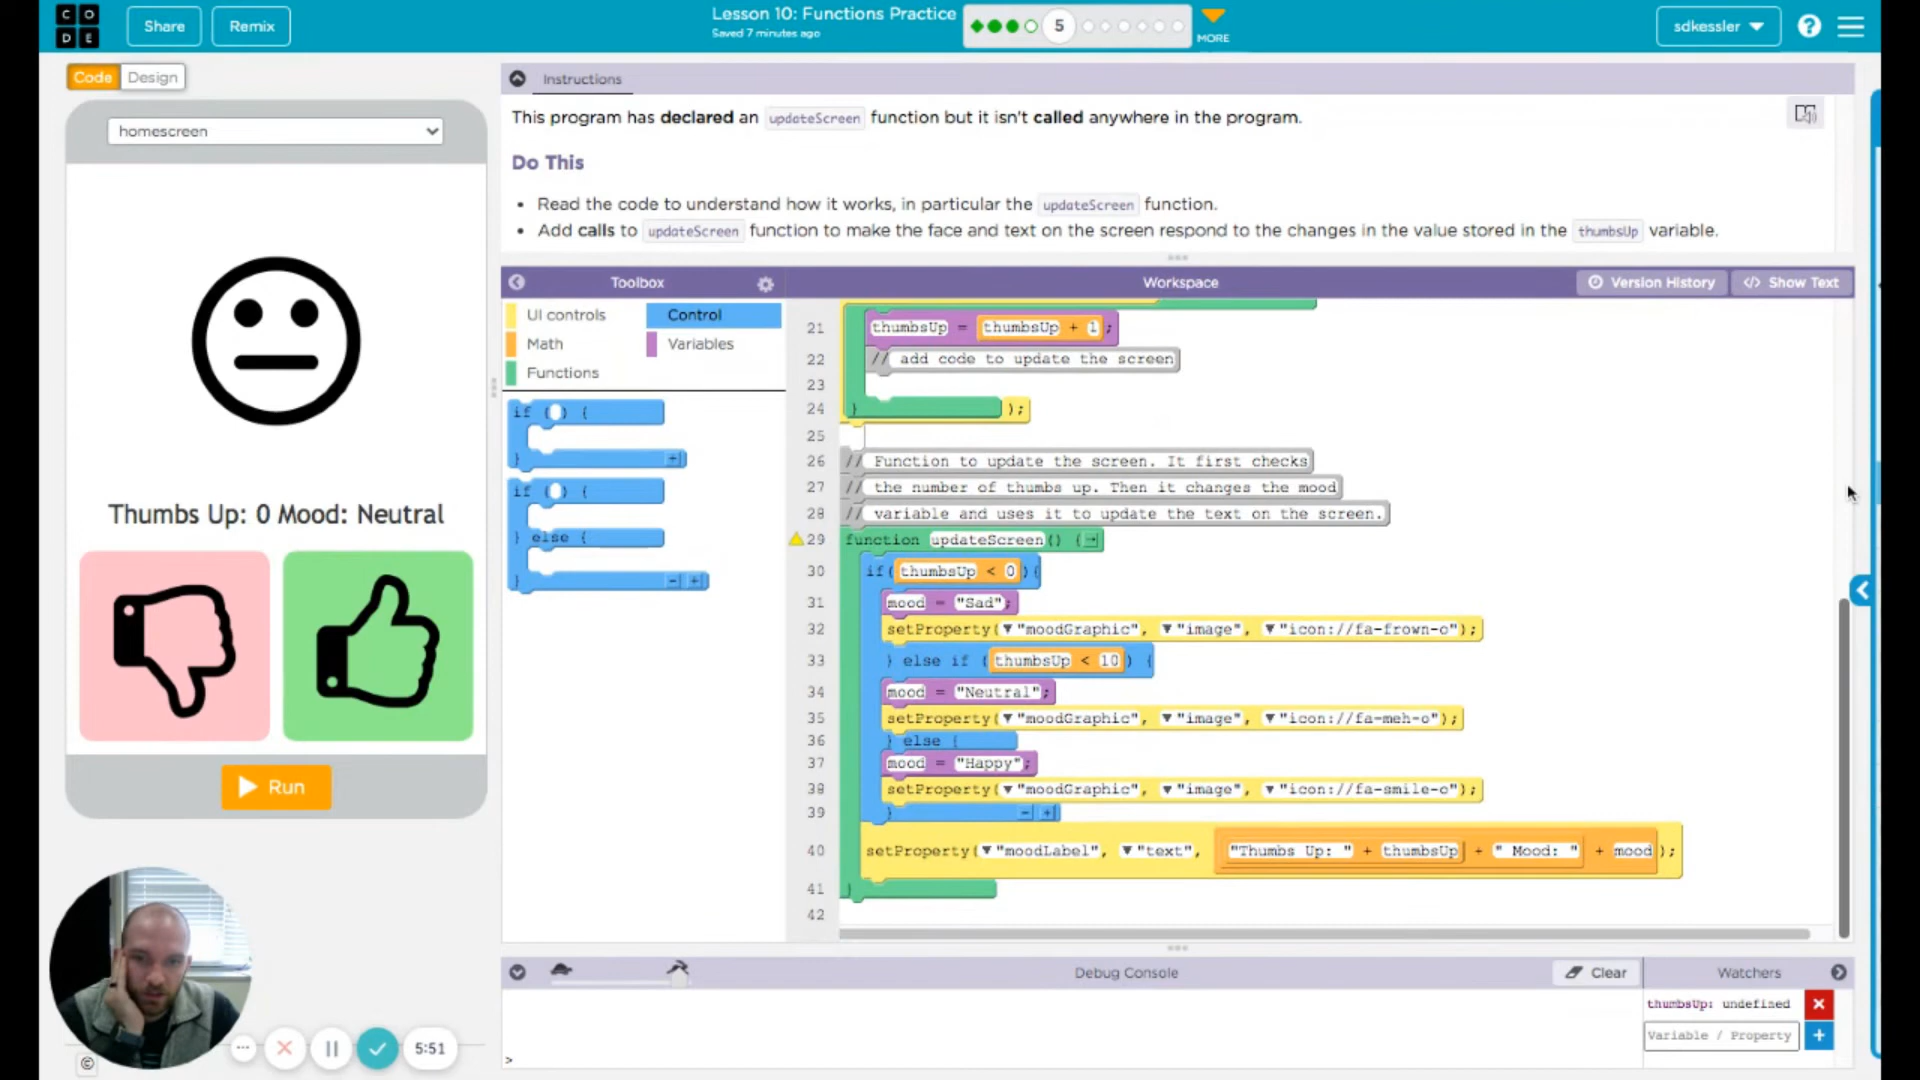 CO
DE
Share
Remix
Lesson 10: Functions Practice
Saved 7 minutes ago
5
MORE
sdkessler
?
Code
Design
homescreen
Thumbs Up: 0 Mood: Neutral
Run
Instructions
This program has declared an updateScreen function but it isn't called anywhere in the program.
Do This
• Read the code to understand how it works, in particular the updateScreen function.
• Add calls to updateScreen function to make the face and text on the screen respond to the changes in the value stored in the thumbsUp variable.
Toolbox
Workspace
Version History
</> Show Text
UI controls
Control
Math
Variables
Functions
if ( ) {
}
if ( ) {
} else {
}
21 thumbsUp = thumbsUp + 1;
22 // add code to update the screen
23
24 } );
25
26 // Function to update the screen. It first checks
27 // the number of thumbs up. Then it changes the mood
28 // variable and uses it to update the text on the screen.
29 function updateScreen() {
30 if( thumbsUp < 0 ){
31 mood = "Sad";
32 setProperty( "moodGraphic", "image", "icon://fa-frown-o");
33 } else if ( thumbsUp < 10 ) {
34 mood = "Neutral";
35 setProperty( "moodGraphic", "image", "icon://fa-meh-o");
36 } else {
37 mood = "Happy";
38 setProperty( "moodGraphic", "image", "icon://fa-smile-o");
39 }
40 setProperty( "moodLabel", "text", "Thumbs Up: " + thumbsUp + " Mood: " + mood );
41 }
42
Debug Console
Clear
Watchers
thumbsUp: undefined
Variable / Property
>
5:51
©